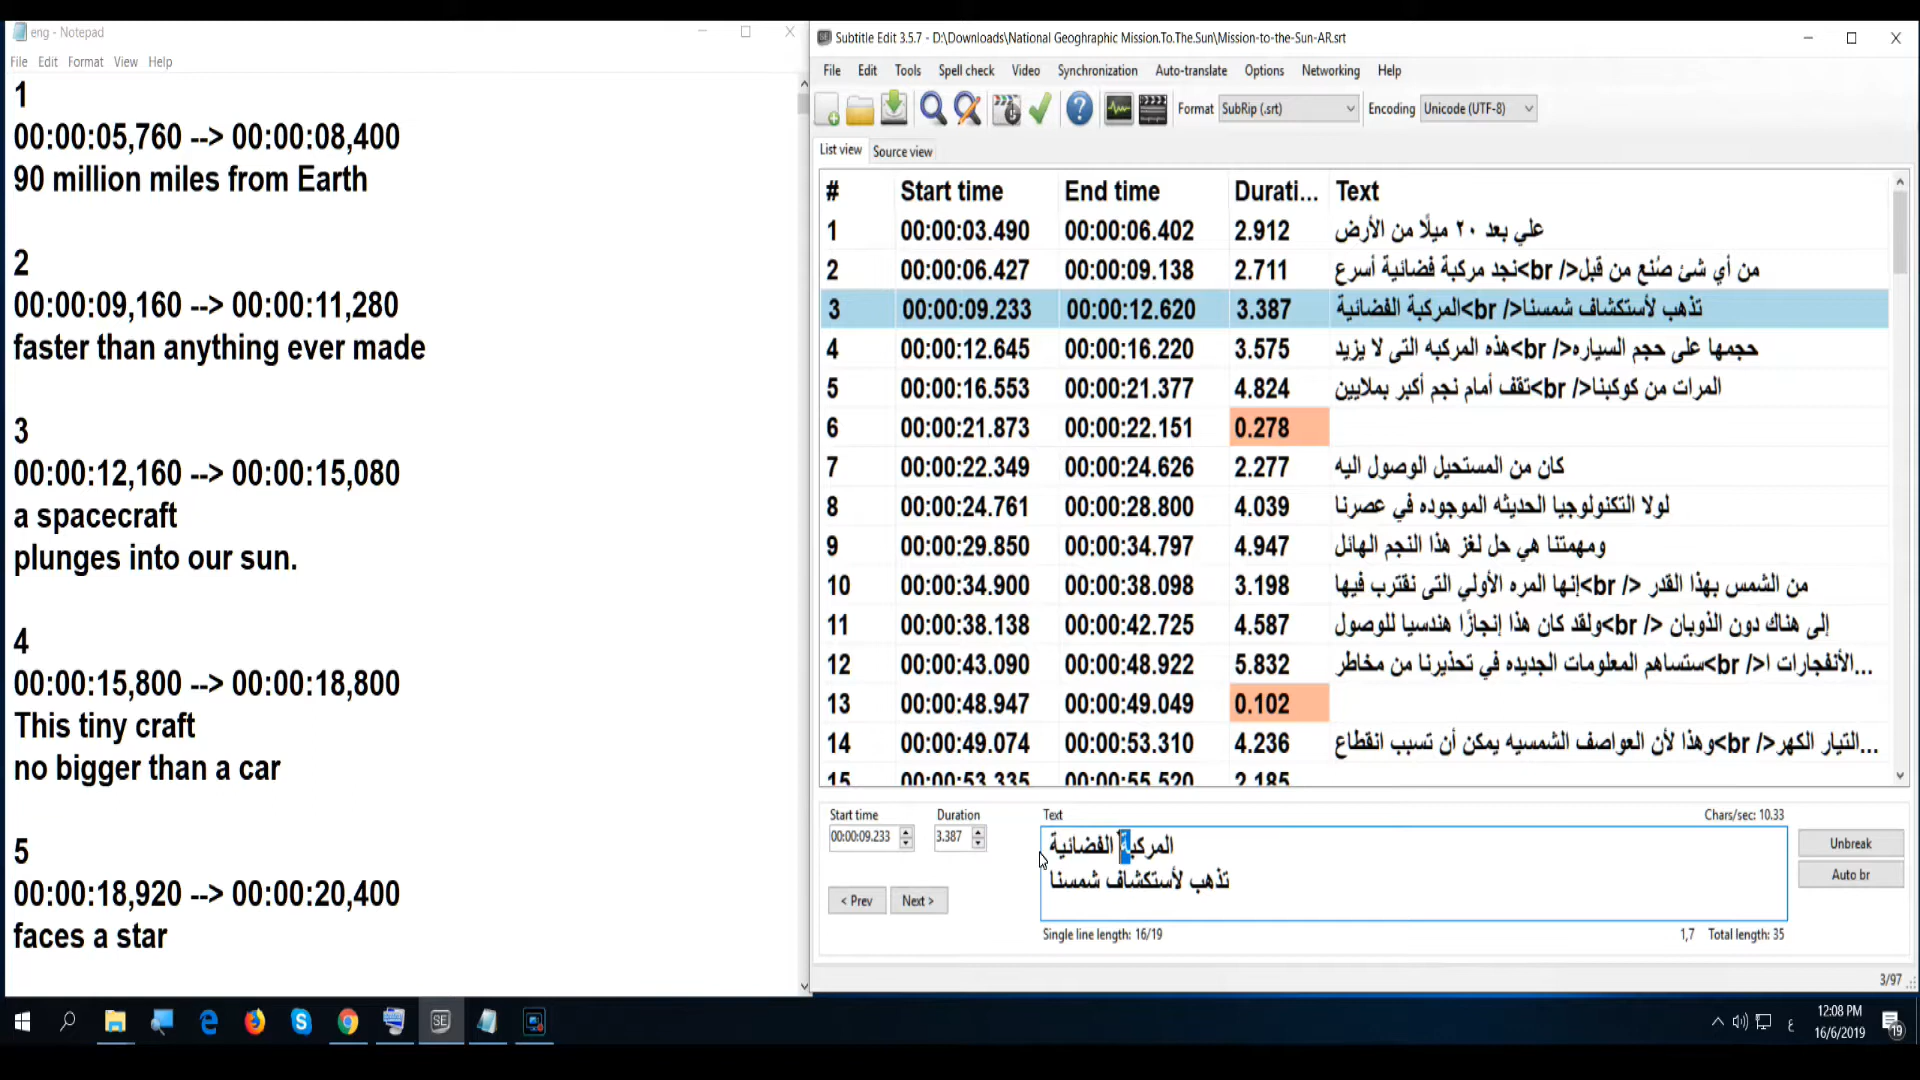 eng - Notepad
File Edit Format View Help
1
00:00:05,760 --> 00:00:08,400
90 million miles from Earth
2
00:00:09,160 --> 00:00:11,280
faster than anything ever made
3
00:00:12,160 --> 00:00:15,080
a spacecraft
plunges into our sun.
4
00:00:15,800 --> 00:00:18,800
This tiny craft
no bigger than a car
5
00:00:18,920 --> 00:00:20,400
faces a star
Subtitle Edit 3.5.7 - D:\Downloads\National Geoghraphic Mission.To.The.Sun\Mission-to-the-Sun-AR.srt
File Edit Tools Spell check Video Synchronization Auto-translate Options Networking Help
Format SubRip (.srt) Encoding Unicode (UTF-8)
List view Source view
# Start time End time Durati... Text
1 00:00:03.490 00:00:06.402 2.912 علي بعد ٢٠ ميلًا من الأرض
2 00:00:06.427 00:00:09.138 2.711 نجد مركبة فضائية أسرع<br />من أي شئ صُنع من قبل
3 00:00:09.233 00:00:12.620 3.387 المركبة الفضائية<br />تذهب لأستكشاف شمسنا
4 00:00:12.645 00:00:16.220 3.575 هذه المركبه التى لا يزيد<br />حجمها على حجم السياره
5 00:00:16.553 00:00:21.377 4.824 تقف أمام نجم أكبر بملايين<br />المرات من كوكبنا
6 00:00:21.873 00:00:22.151 0.278
7 00:00:22.349 00:00:24.626 2.277 كان من المستحيل الوصول اليه
8 00:00:24.761 00:00:28.800 4.039 لولا التكنولوجيا الحديثه الموجوده في عصرنا
9 00:00:29.850 00:00:34.797 4.947 ومهمتنا هي حل لغز هذا النجم الهائل
10 00:00:34.900 00:00:38.098 3.198 إنها المره الأولي التى نقترب فيها<br /> من الشمس بهذا القدر
11 00:00:38.138 00:00:42.725 4.587 ولقد كان هذا إنجازًا هندسيا للوصول<br /> إلى هناك دون الذوبان
12 00:00:43.090 00:00:48.922 5.832 ستساهم المعلومات الجديده في تحذيرنا من مخاطر<br />الأنفجارات ا...
13 00:00:48.947 00:00:49.049 0.102
14 00:00:49.074 00:00:53.310 4.236 وهذا لأن العواصف الشمسيه يمكن أن تسبب انقطاع<br />التيار الكهر...
15 00:00:53.335 00:00:55.520 2.185
Start time Duration Text Chars/sec: 10.33
00:00:09.233 3.387
المركبة الفضائية
تذهب لأستكشاف شمسنا
Unbreak
Auto br
< Prev Next >
Single line length: 16/19 1,7 Total length: 35
3/97
12:08 PM
16/6/2019
SE
ع
19